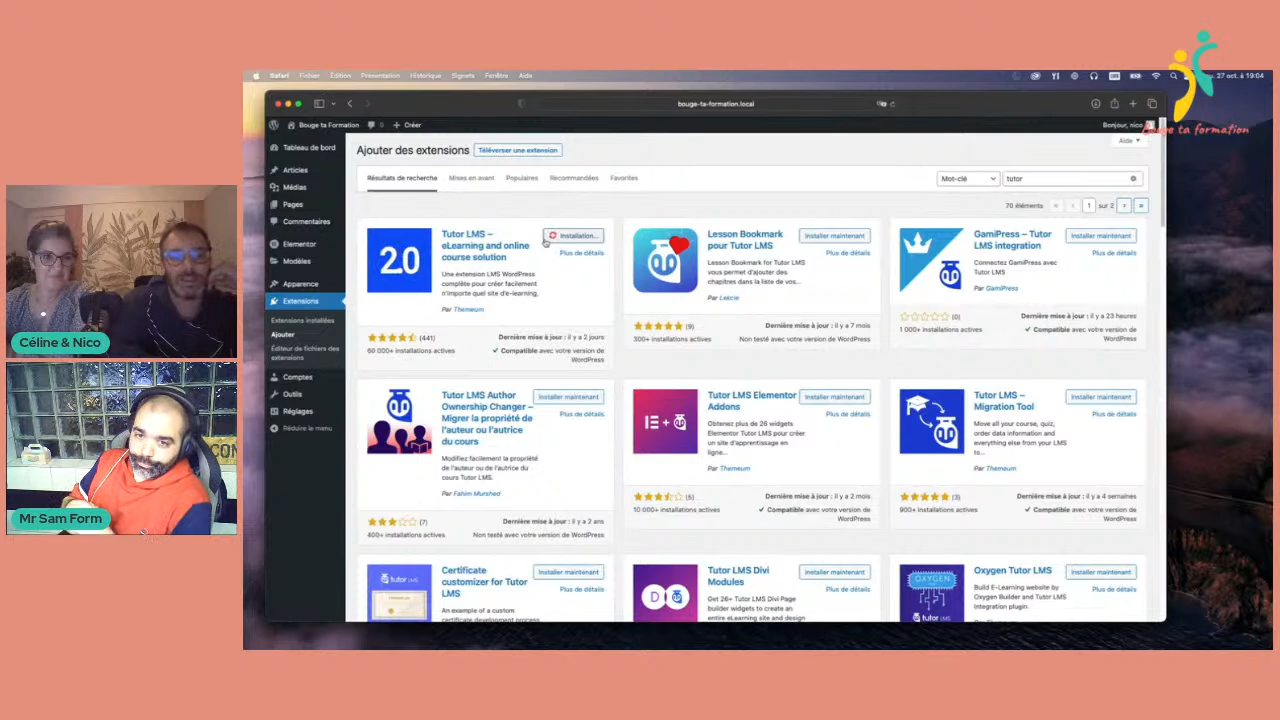 Safari Fichier Édition Présentation Historique Signets Fenêtre Aide
27 oct. à 19:04
Bouge ta formation
bouge-ta-formation.local
Bouge ta Formation 0 + Créer
Bonjour, nico
Aide
Tableau de bord
Articles
Médias
Pages
Commentaires
Elementor
Modèles
Apparence
Extensions
Extensions installées
Ajouter
Éditeur de fichiers des
extensions
Comptes
Outils
Réglages
Réduire le menu
Ajouter des extensions Téléverser une extension
Résultats de recherche Mises en avant Populaires Recommandées Favorites
Mot-clé tutor
70 éléments « ‹ 1 sur 2 › »
2.0
Tutor LMS –
eLearning and online
course solution
Installation...
Plus de détails
Une extension LMS WordPress
complète pour créer facilement
n'importe quel site d'e-learning.
Par Themeum
(441)
60 000+ installations actives
Dernière mise à jour : il y a 2 jours
✓ Compatible avec votre version de
WordPress
Lesson Bookmark
pour Tutor LMS
Installer maintenant
Plus de détails
Lesson Bookmark for Tutor LMS
vous permet d'ajouter des
chapitres dans la liste de vos...
Par Lekcie
(9)
300+ installations actives
Dernière mise à jour : il y a 7 mois
Non testé avec votre version de
WordPress
GamiPress – Tutor
LMS integration
Installer maintenant
Plus de détails
Connectez GamiPress avec
Tutor LMS
Par GamiPress
(0)
1 000+ installations actives
Dernière mise à jour : il y a 23 heures
✓ Compatible avec votre version de
WordPress
Tutor LMS Author
Ownership Changer –
Migrer la propriété de
l'auteur ou l'autrice
du cours
Installer maintenant
Plus de détails
Modifiez facilement la propriété
de l'auteur ou de l'autrice du
cours Tutor LMS.
Par Fahim Murshed
(7)
400+ installations actives
Dernière mise à jour : il y a 2 ans
Non testé avec votre version de WordPress
Tutor LMS Elementor
Addons
Installer maintenant
Plus de détails
Obtenez plus de 26 widgets
Elementor Tutor LMS pour créer
un site d'apprentissage en
ligne...
Par Themeum
(5)
10 000+ installations actives
Dernière mise à jour : il y a 2 mois
✓ Compatible avec votre version de
WordPress
Tutor LMS –
Migration Tool
Installer maintenant
Plus de détails
Move all your course, quiz,
order data information and
everything else from your LMS
to...
Par Themeum
(3)
900+ installations actives
Dernière mise à jour : il y a 4 semaines
✓ Compatible avec votre version de
WordPress
tutor LMS
Certificate
customizer for Tutor
LMS
Installer maintenant
Plus de détails
An example of a custom
certificate development process
Tutor LMS Divi
Modules
Installer maintenant
Plus de détails
Get 26+ Tutor LMS Divi Page
builder widgets to create an
entire eLearning site and design
OXYGEN
tutor LMS
Oxygen Tutor LMS
Installer maintenant
Plus de détails
Build E-Learning website by
Oxygen Builder and Tutor LMS
integration plugin.
Céline & Nico
Mr Sam Form